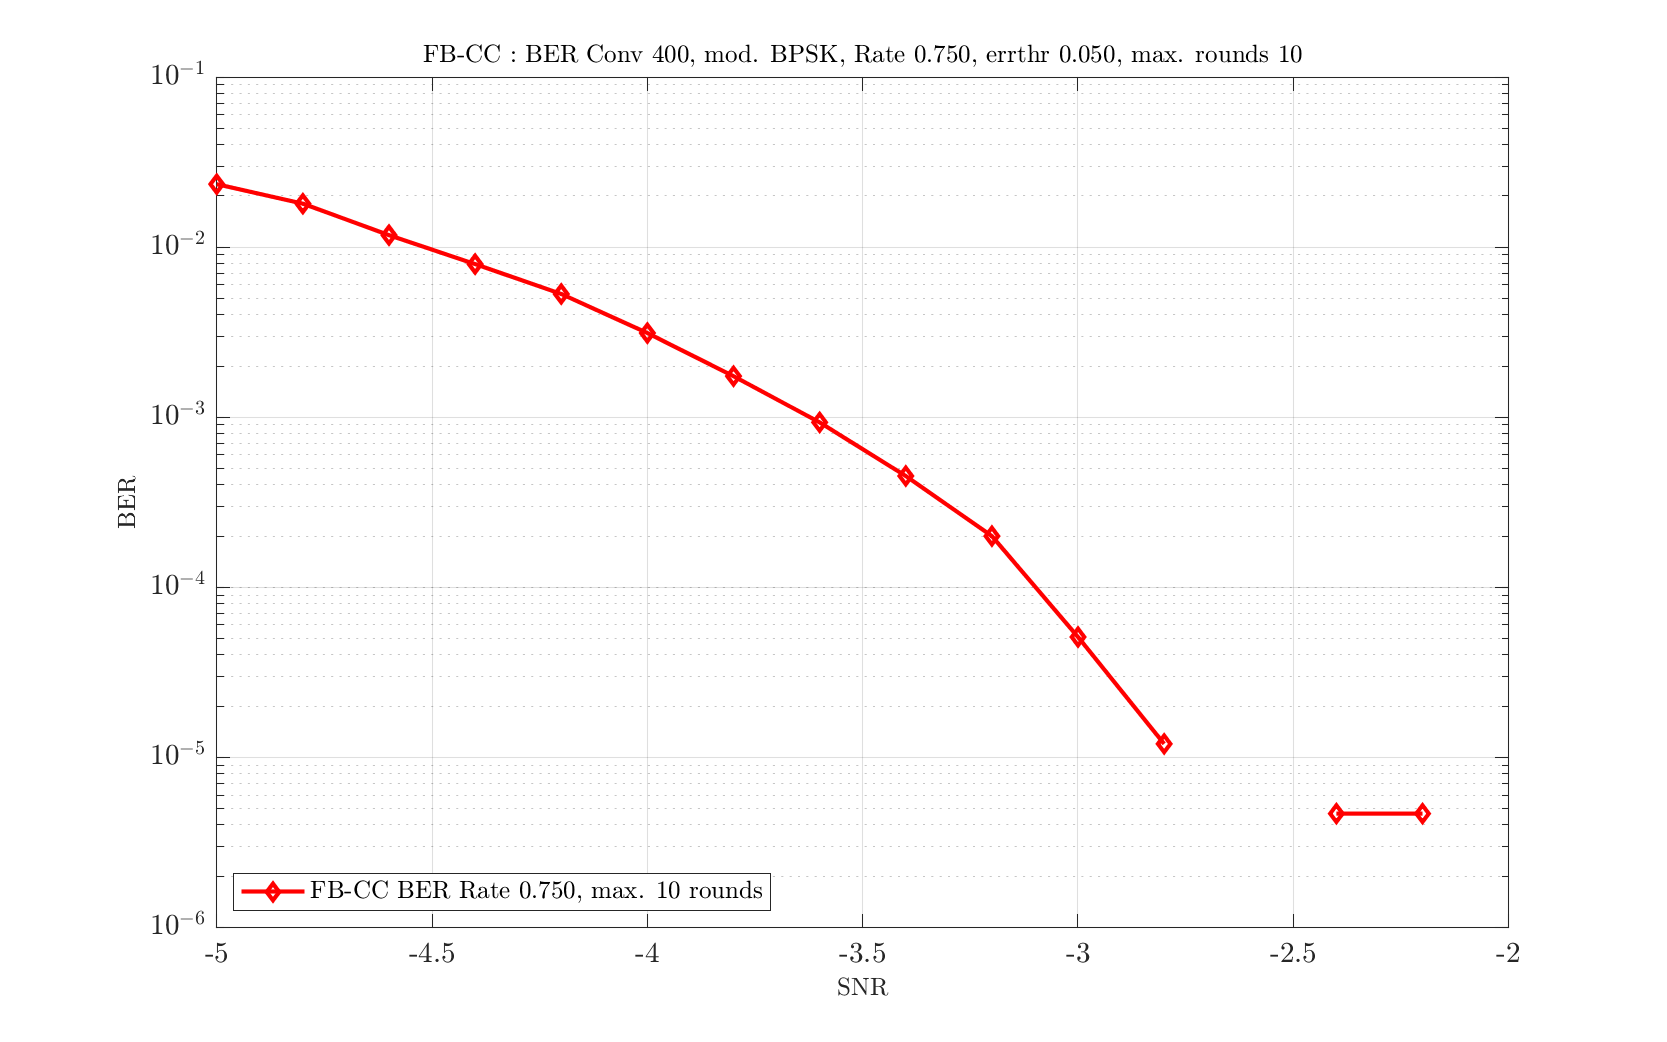 FB-CC : BER Conv 400, mod. BPSK, Rate 0.750, errthr 0.050, max. rounds 10
10⁻¹
10⁻²
10⁻³
10⁻⁴
10⁻⁵
10⁻⁶
BER
FB-CC BER Rate 0.750, max. 10 rounds
-5 -4.5 -4 -3.5 -3 -2.5 -2
SNR